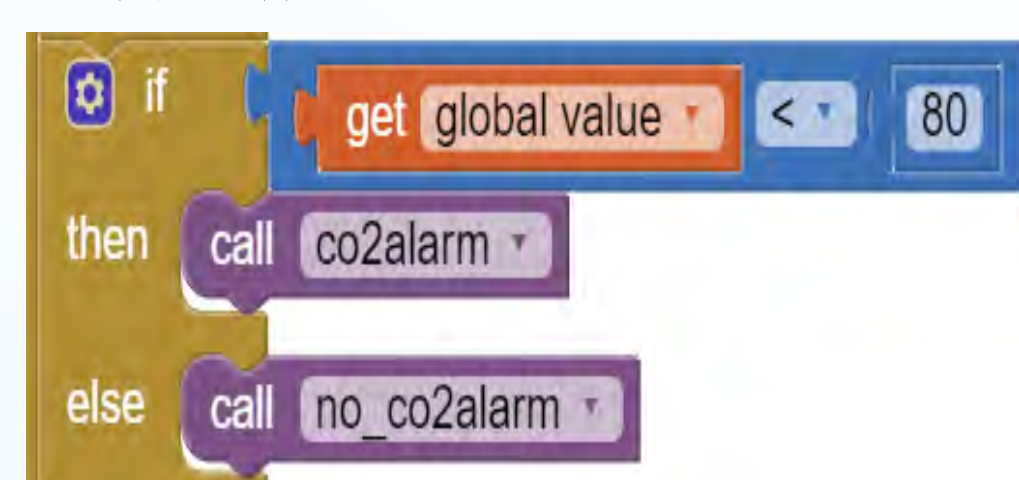 if get global value < 80
then call co2alarm
else call no_co2alarm